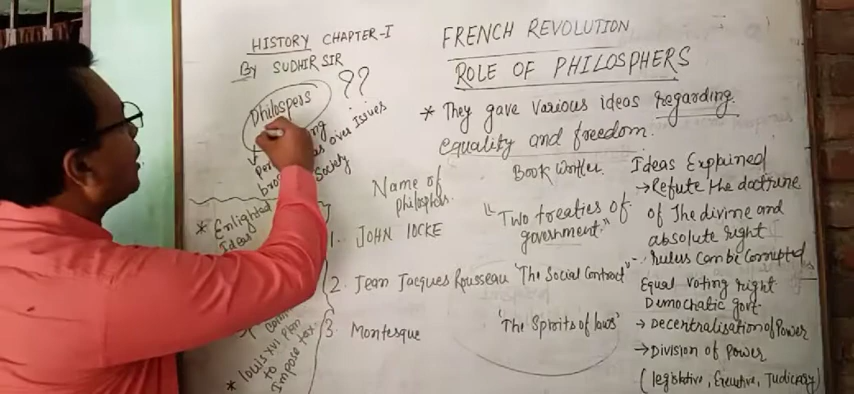 HISTORY CHAPTER-I
By SUDHIR SIR
Philospers ??
over Issues
Society
* Enlighted
Ideas
* louis XVI Plan
to
Impose tax.
FRENCH REVOLUTION
ROLE OF PHILOSPHERS
* They gave Various ideas regarding
equality and freedom.
Name of philosphers. Book Written. Ideas Explained
1. JOHN LOCKE "Two treaties of government" → Refute the doctrine
of The divine and
absolute right
- rulers Can be Corrupted
2. Jean Jacques Rousseau 'The Social Contract' - Equal Voting right
Democratic govt.
3. Montesque 'The Spirits of laws' → Decentralisation of Power
→ Division of Power
(legislative, Executive, Judiciary)